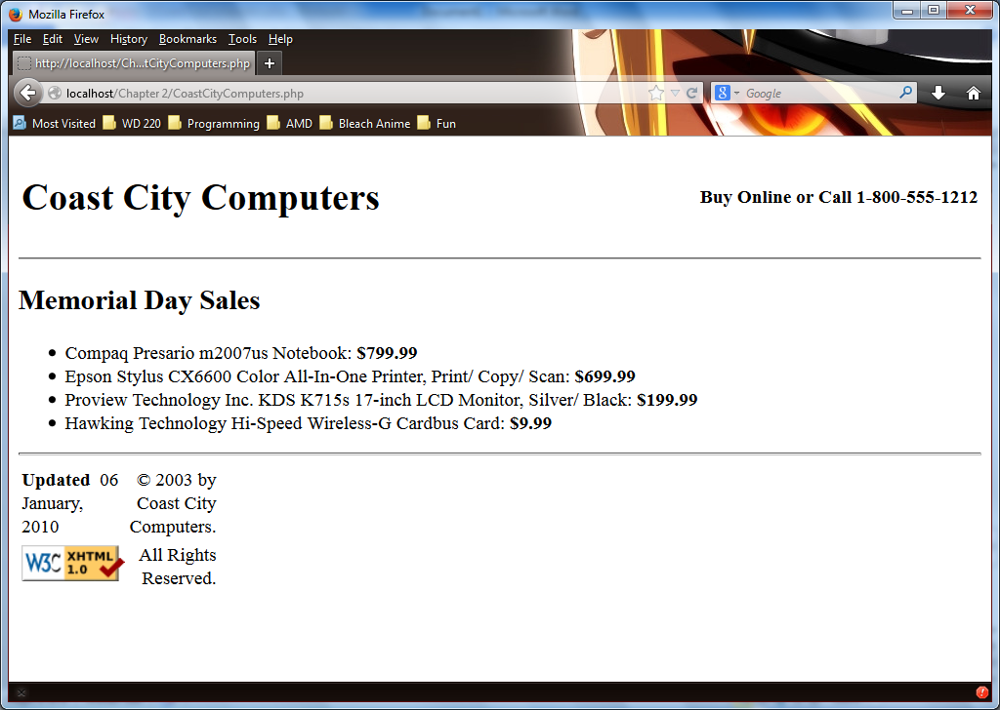 Mozilla Firefox
File Edit View History Bookmarks Tools Help
http://localhost/Ch...tCityComputers.php +
localhost/Chapter 2/CoastCityComputers.php 8 Google
Most Visited WD 220 Programming AMD Bleach Anime Fun
Coast City Computers Buy Online or Call 1-800-555-1212
Memorial Day Sales
• Compaq Presario m2007us Notebook: $799.99
• Epson Stylus CX6600 Color All-In-One Printer, Print/ Copy/ Scan: $699.99
• Proview Technology Inc. KDS K715s 17-inch LCD Monitor, Silver/ Black: $199.99
• Hawking Technology Hi-Speed Wireless-G Cardbus Card: $9.99
Updated 06
January,
2010
© 2003 by
Coast City
Computers.
W3C XHTML
1.0
All Rights
Reserved.